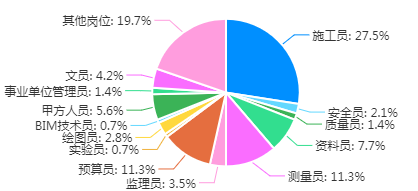 其他岗位: 19.7%
施工员: 27.5%
文员: 4.2%
事业单位管理员: 1.4%
安全员: 2.1%
甲方人员: 5.6%
质量员: 1.4%
BIM技术员: 0.7%
绘图员: 2.8%
资料员: 7.7%
实验员: 0.7%
预算员: 11.3%
测量员: 11.3%
监理员: 3.5%